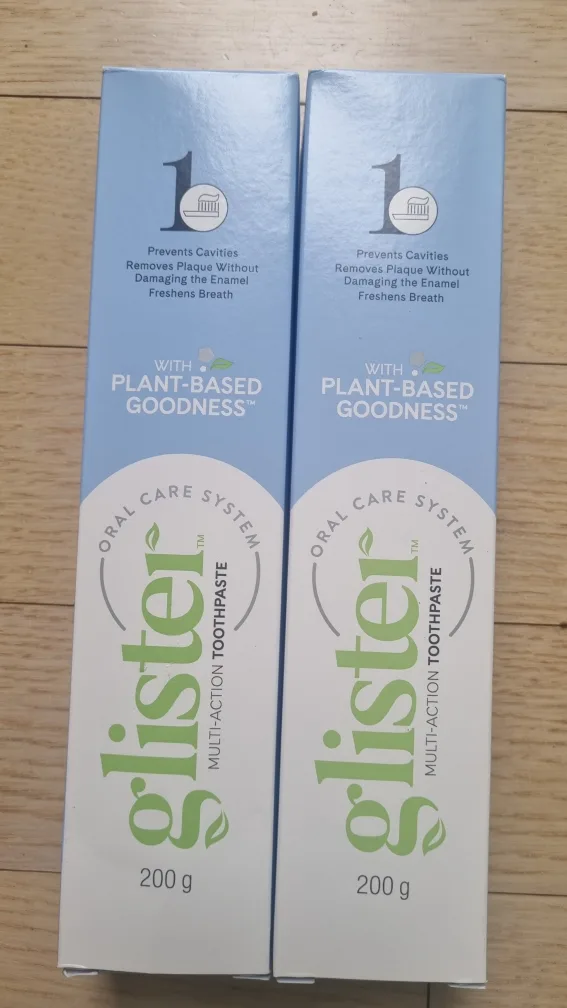 1
Prevents Cavities
Removes Plaque Without
Damaging the Enamel
Freshens Breath
WITH
PLANT-BASED
GOODNESS™
ORAL CARE SYSTEM
glister™
MULTI-ACTION TOOTHPASTE
200 g
1
Prevents Cavities
Removes Plaque Without
Damaging the Enamel
Freshens Breath
WITH
PLANT-BASED
GOODNESS™
ORAL CARE SYSTEM
glister™
MULTI-ACTION TOOTHPASTE
200 g